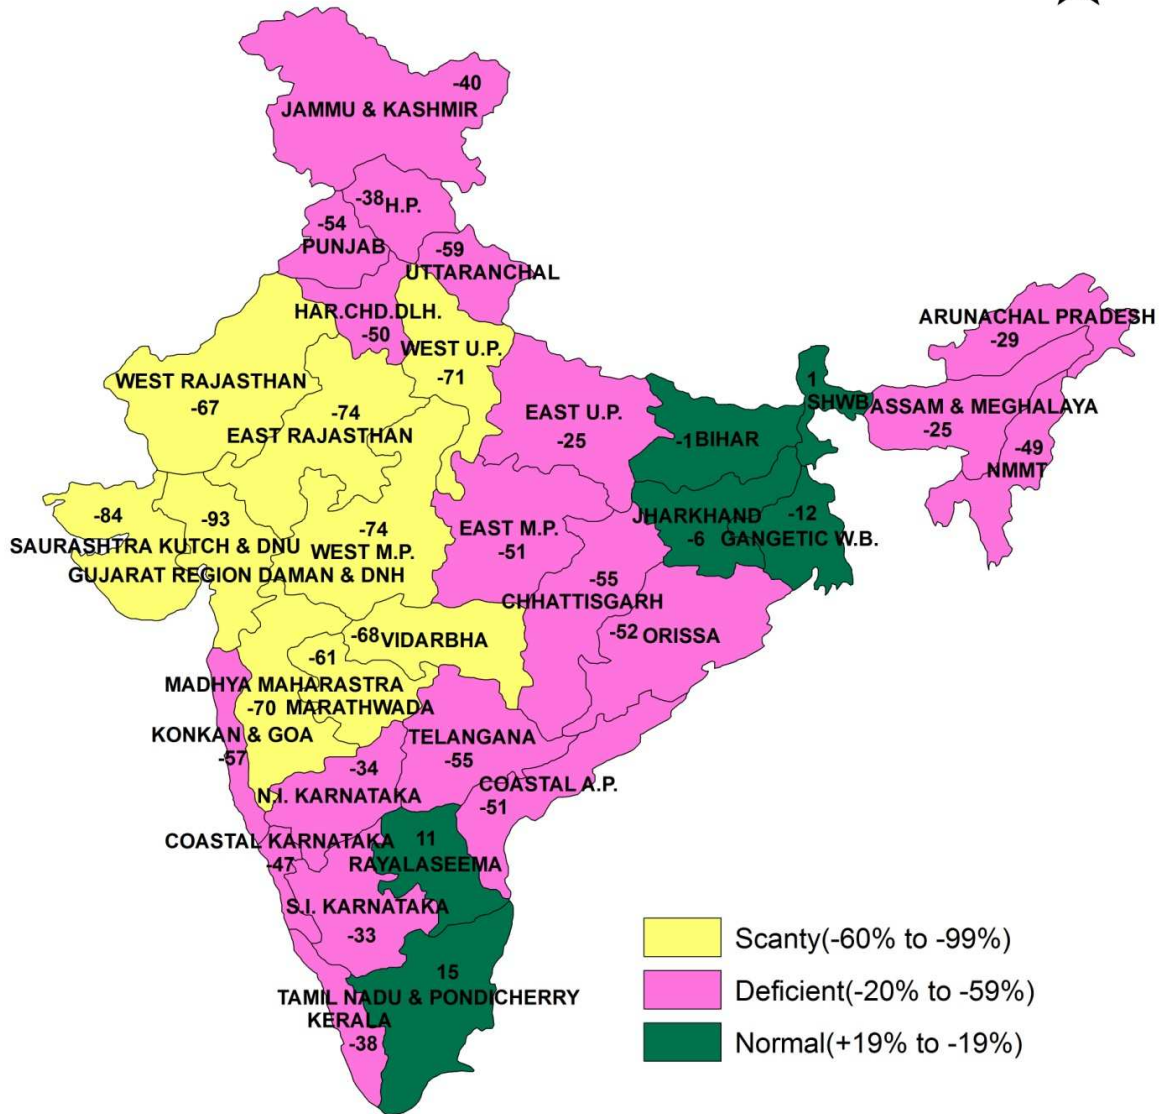 -40
JAMMU & KASHMIR
-38 H.P.
-54
PUNJAB
-59
UTTARANCHAL
HAR.CHD.DLH.
-50
WEST U.P.
-71
ARUNACHAL PRADESH
-29
WEST RAJASTHAN
-67
-74
EAST RAJASTHAN
EAST U.P.
-25
-1 BIHAR
1
SHWB
ASSAM & MEGHALAYA
-25
-49
NMMT
-84
SAURASHTRA KUTCH & DNU
-93
GUJARAT REGION DAMAN & DNH
-74
WEST M.P.
EAST M.P.
-51
JHARKHAND
-6
-12
GANGETIC W.B.
-55
CHHATTISGARH
-52 ORISSA
-68 VIDARBHA
-61
MADHYA MAHARASTRA
-70
MARATHWADA
KONKAN & GOA
-57
TELANGANA
-55
-34
N.I. KARNATAKA
COASTAL A.P.
-51
COASTAL KARNATAKA
-47
11
RAYALASEEMA
S.I. KARNATAKA
-33
15
TAMIL NADU & PONDICHERRY
KERALA
-38
Scanty(-60% to -99%)
Deficient(-20% to -59%)
Normal(+19% to -19%)